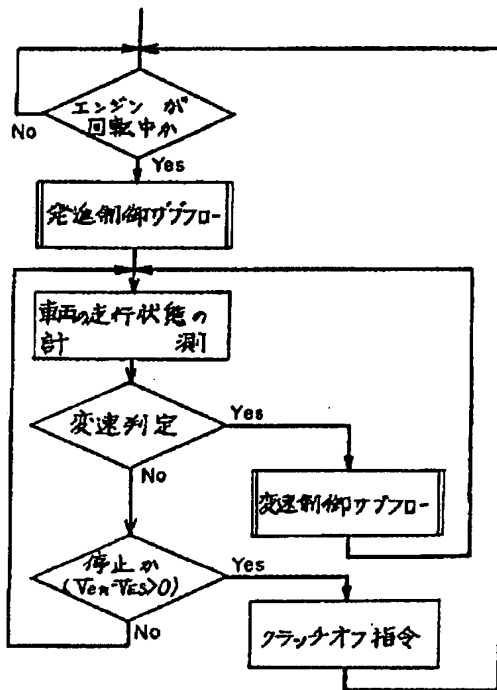 エンジン が
回転中か
No
Yes
発進制御サブフロー
車両の走行状態の
計 測
変速判定
Yes
No
変速制御サブフロー
停止か
(Ven-VES>0)
Yes
No
クラッチオフ指令